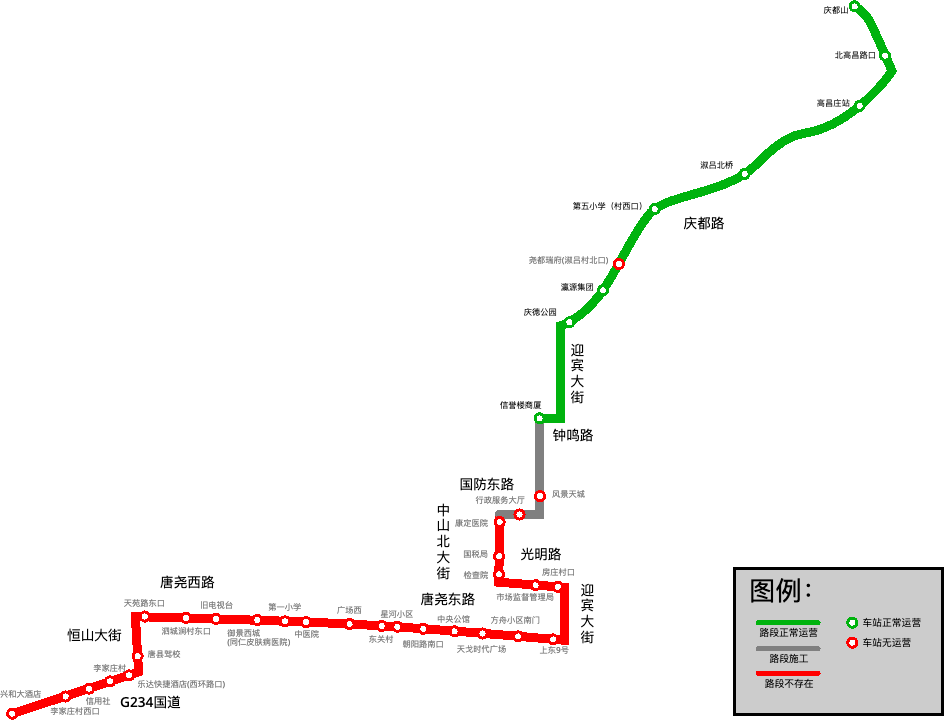 庆都山
北高昌路口
高昌庄站
淑吕北桥
第五小学（村西口）
庆都路
尧都瑞府(淑吕村北口)
瀛源集团
庆德公园
迎宾大街
信誉楼商厦
钟鸣路
国防东路
风景天城
行政服务大厅
中山北大街
康定医院
国税局
光明路
检查院
房庄村口
市场监督管理局
迎宾大街
唐尧西路
唐尧东路
天苑路东口
旧电视台
第一小学
广场西
星河小区
中央公馆
方舟小区南门
恒山大街
泗城涧村东口
御景西城
(同仁皮肤病医院)
中医院
东关村
朝阳路南口
天戈时代广场
上东9号
唐县驾校
李家庄村
乐达快捷酒店(西环路口)
兴和大酒店
信用社
李家庄村西口
G234国道
图例：
路段正常运营
车站正常运营
路段施工
车站无运营
路段不存在